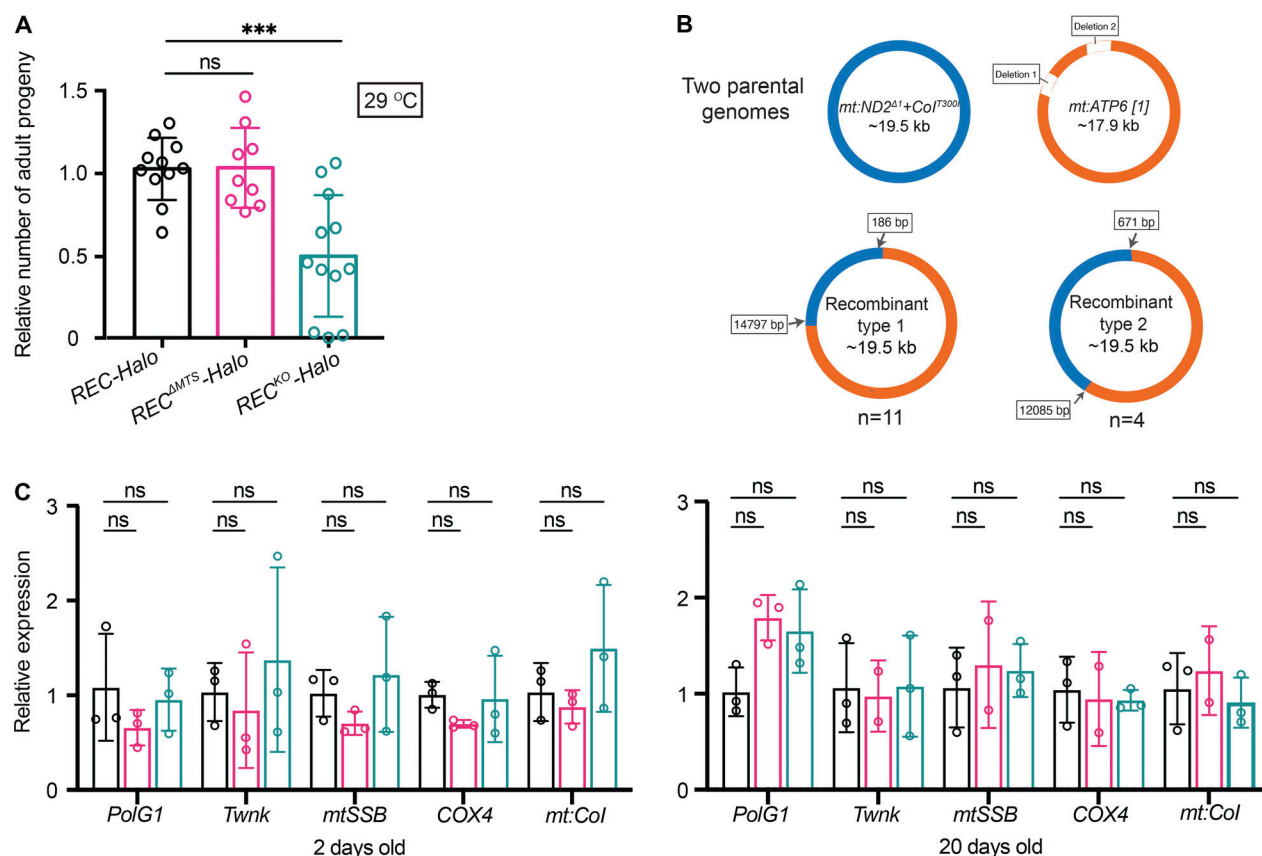 A
***
ns
29 °C
Relative number of adult progeny
1.5
1.0
0.5
0
REC-Halo
REC^ΔMTS-Halo
REC^KO-Halo
B
Two parental
genomes
mt:ND2^Δ1+CoI^T300I
~19.5 kb
Deletion 2
Deletion 1
mt:ATP6 [1]
~17.9 kb
186 bp
14797 bp
Recombinant
type 1
~19.5 kb
n=11
671 bp
12085 bp
Recombinant
type 2
~19.5 kb
n=4
C
Relative expression
3
2
1
0
ns ns ns ns ns
ns ns ns ns ns
PolG1 Twnk mtSSB COX4 mt:CoI
2 days old
3
2
1
0
ns ns ns ns ns
ns ns ns ns ns
PolG1 Twnk mtSSB COX4 mt:CoI
20 days old